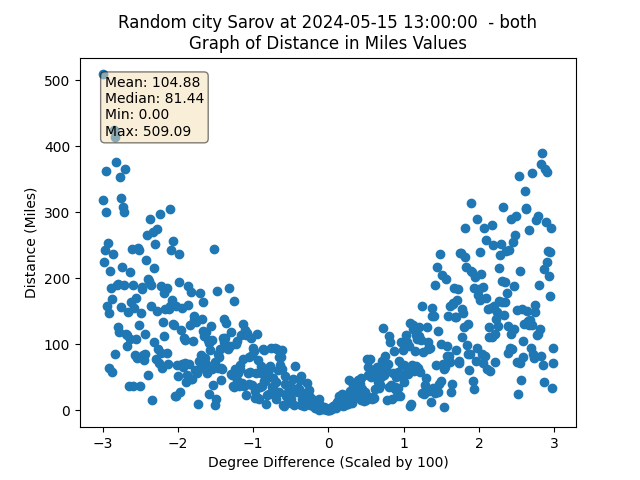 Random city Sarov at 2024-05-15 13:00:00  - both
Graph of Distance in Miles Values
Mean: 104.88
Median: 81.44
Min: 0.00
Max: 509.09
Distance (Miles)
500
400
300
200
100
0
−3 −2 −1 0 1 2 3
Degree Difference (Scaled by 100)